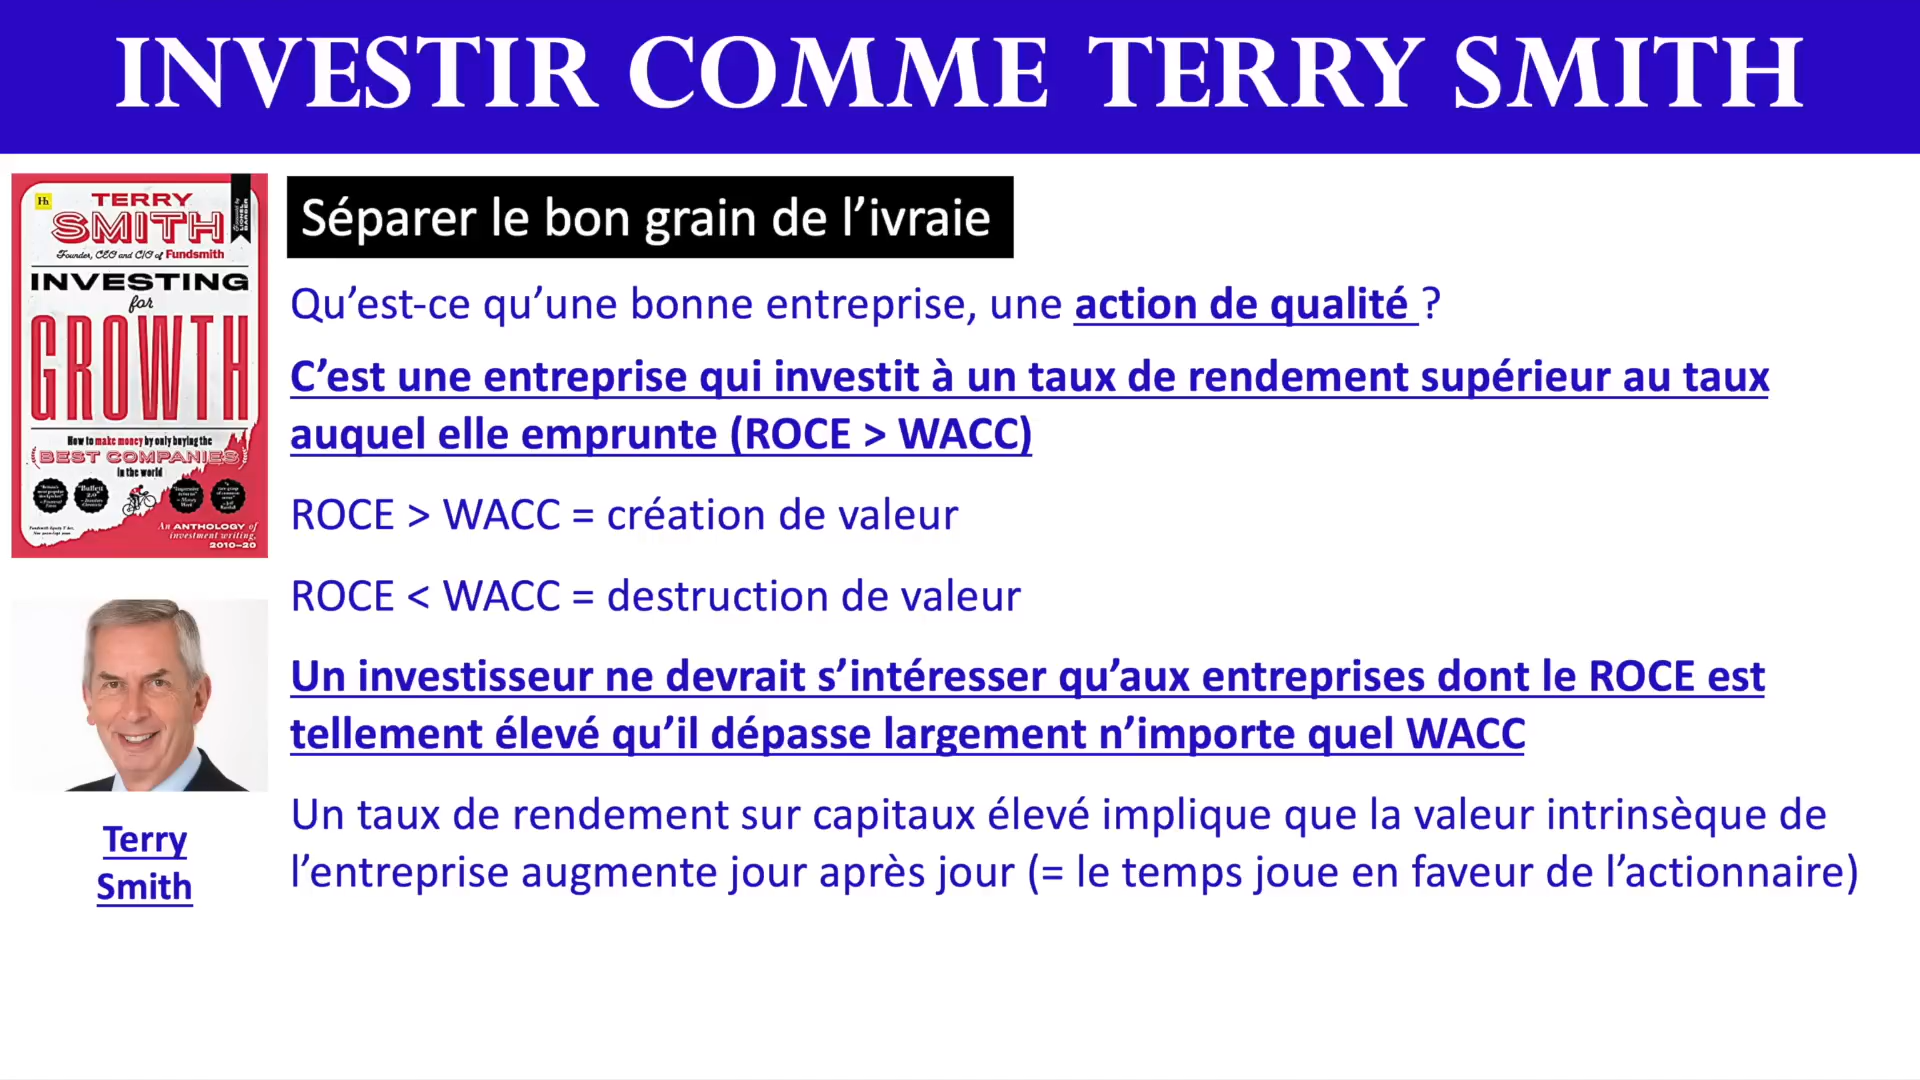 INVESTIR COMME TERRY SMITH
Hh
TERRY
SMITH
Founder, CEO and CIO of Fundsmith
INVESTING
for
GROWTH
How to make money by only buying the
(BEST COMPANIES)
in the world
An ANTHOLOGY of
investment writing,
2010–20
Séparer le bon grain de l’ivraie
Qu’est-ce qu’une bonne entreprise, une action de qualité ?
C’est une entreprise qui investit à un taux de rendement supérieur au taux
auquel elle emprunte (ROCE > WACC)
ROCE > WACC = création de valeur
ROCE < WACC = destruction de valeur
Un investisseur ne devrait s’intéresser qu’aux entreprises dont le ROCE est
tellement élevé qu’il dépasse largement n’importe quel WACC
Un taux de rendement sur capitaux élevé implique que la valeur intrinsèque de
l’entreprise augmente jour après jour (= le temps joue en faveur de l’actionnaire)
Terry
Smith